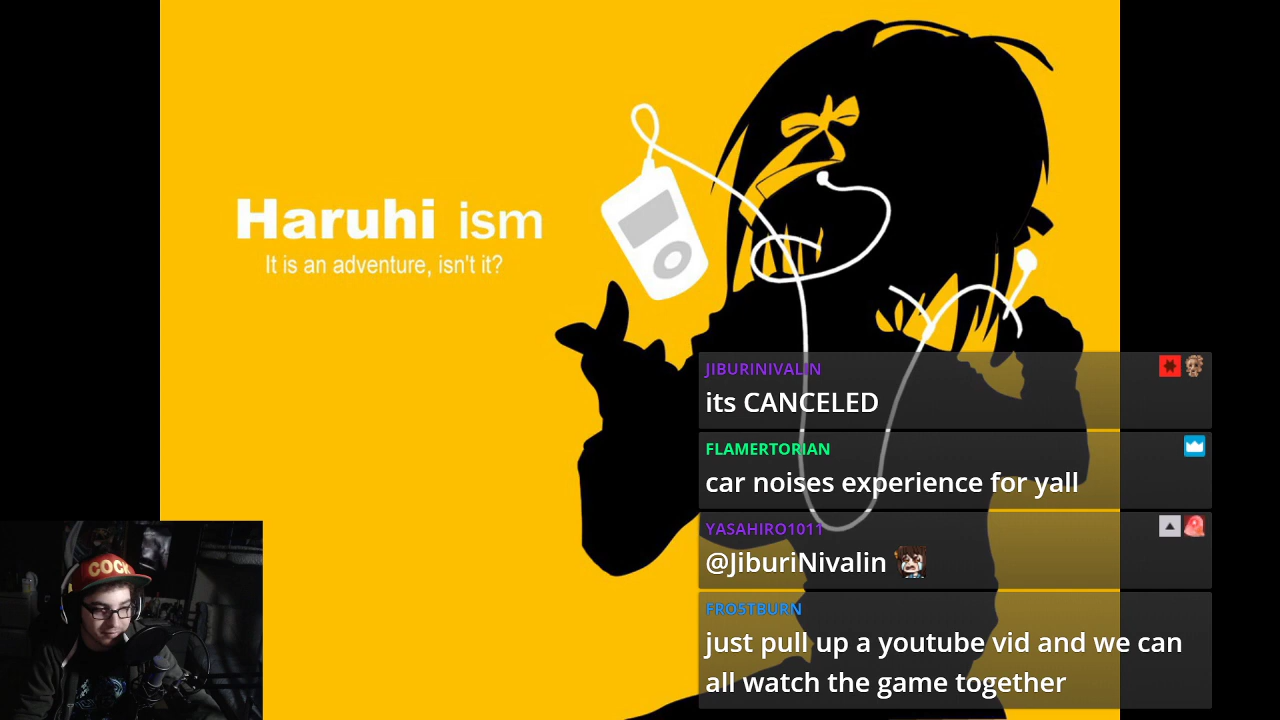 Haruhi ism
It is an adventure, isn't it?
JIBURINIVALIN
its CANCELED
FLAMERTORIAN
car noises experience for yall
YASAHIRO1011
@JiburiNivalin
FRO5TBURN
just pull up a youtube vid and we can
all watch the game together
COCK